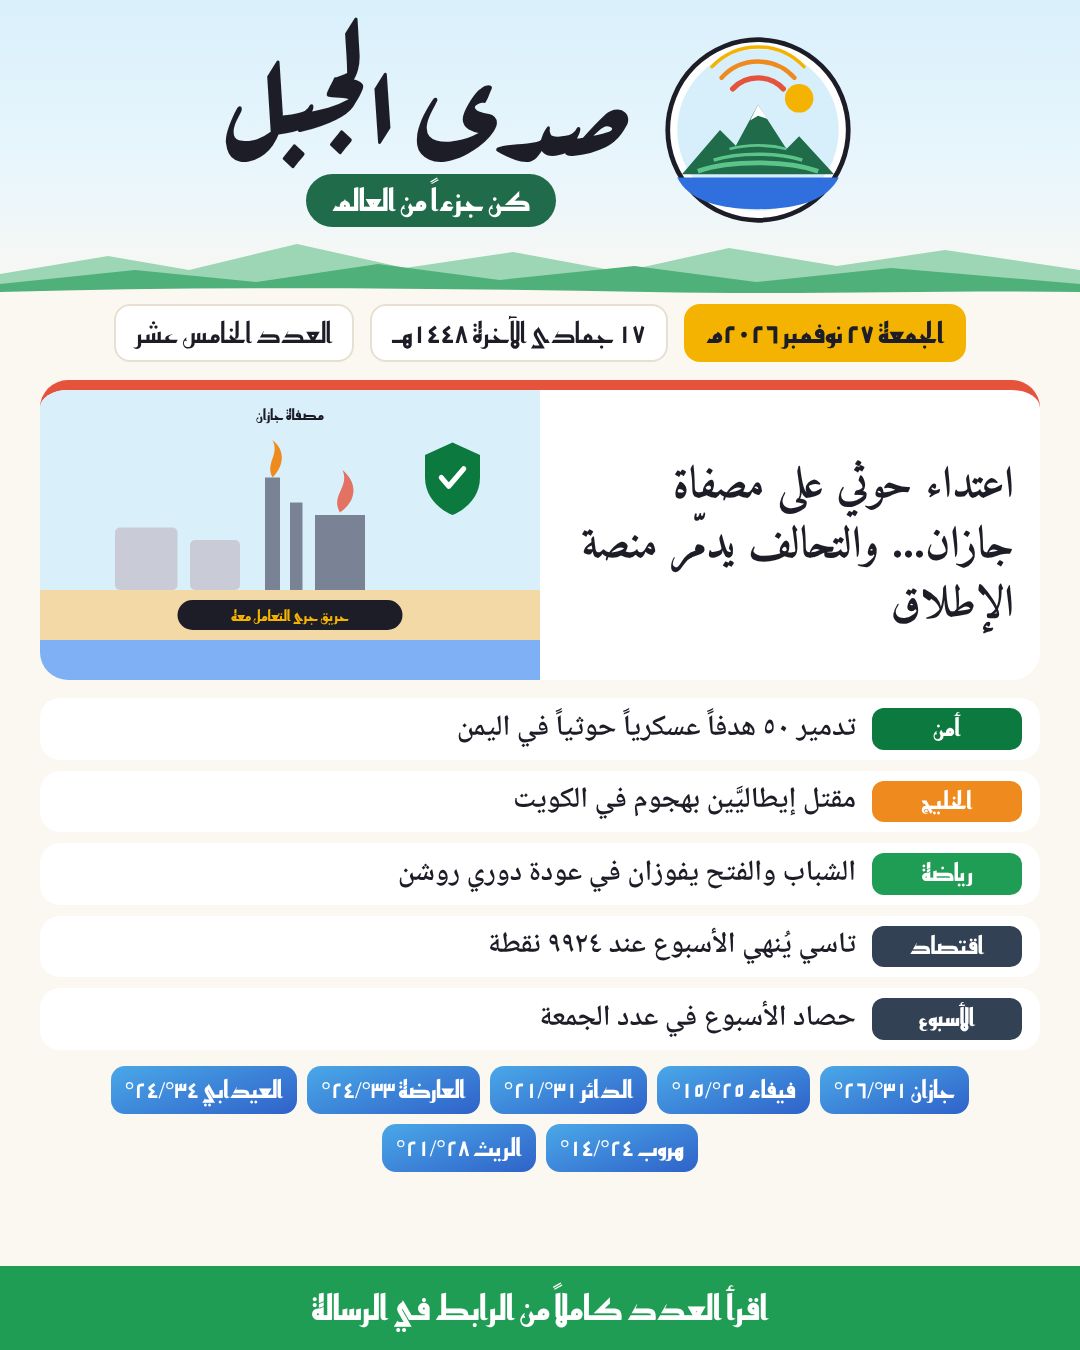 صدى الجبل
كن جزءاً من العالم
الجمعة ٢٧ نوفمبر ٢٠٢٦م
١٧ جمادى الآخرة ١٤٤٨هـ
العدد الخامس عشر
اعتداء حوثي على مصفاة
جازان... والتحالف يدمّر منصة
الإطلاق
مصفاة جازان
حريق جرى التعامل معه
أمن
تدمير ٥٠ هدفاً عسكرياً حوثياً في اليمن
الخليج
مقتل إيطاليَّين بهجوم في الكويت
رياضة
الشباب والفتح يفوزان في عودة دوري روشن
اقتصاد
تاسي يُنهي الأسبوع عند ٩٩٢٤ نقطة
الأسبوع
حصاد الأسبوع في عدد الجمعة
جازان ٣١°/٢٦°
فيفاء ٢٥°/١٥°
الدائر ٣١°/٢١°
العارضة ٣٣°/٢٤°
العيدابي ٣٤°/٢٤°
هروب ٢٤°/١٤°
الريث ٢٨°/٢١°
اقرأ العدد كاملاً من الرابط في الرسالة